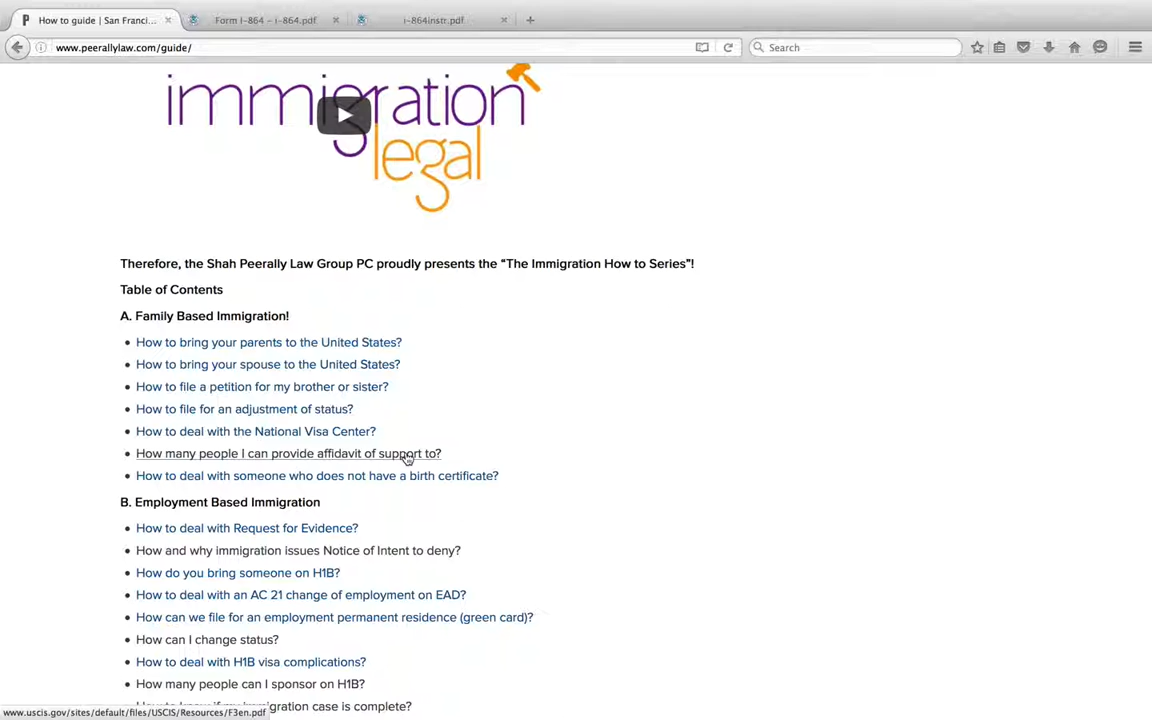 How to guide | San Franci...
Form I-864 - i-864.pdf
i-864instr.pdf
www.peerallylaw.com/guide/
Search
immigration
legal
Therefore, the Shah Peerally Law Group PC proudly presents the “The Immigration How to Series”!
Table of Contents
A. Family Based Immigration!
How to bring your parents to the United States?
How to bring your spouse to the United States?
How to file a petition for my brother or sister?
How to file for an adjustment of status?
How to deal with the National Visa Center?
How many people I can provide affidavit of support to?
How to deal with someone who does not have a birth certificate?
B. Employment Based Immigration
How to deal with Request for Evidence?
How and why immigration issues Notice of Intent to deny?
How do you bring someone on H1B?
How to deal with an AC 21 change of employment on EAD?
How can we file for an employment permanent residence (green card)?
How can I change status?
How to deal with H1B visa complications?
How many people can I sponsor on H1B?
How to know if my immigration case is complete?
www.uscis.gov/sites/default/files/USCIS/Resources/F3en.pdf